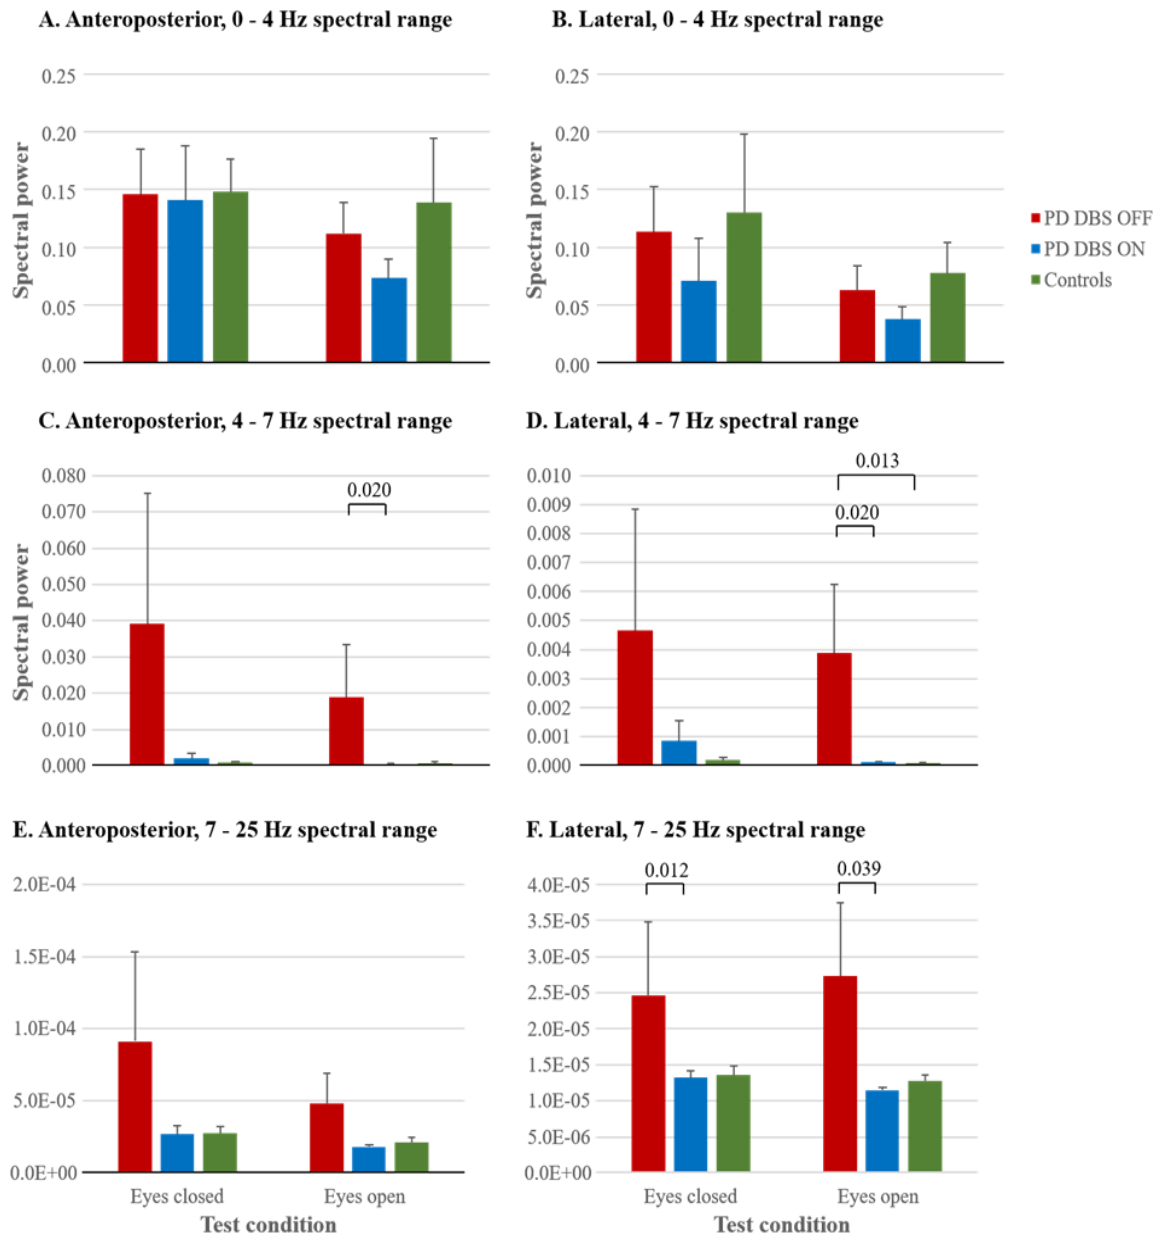 A. Anteroposterior, 0 - 4 Hz spectral range
0.25
0.20
0.15
0.10
0.05
0.00
Spectral power
B. Lateral, 0 - 4 Hz spectral range
0.25
0.20
0.15
0.10
0.05
0.00
Spectral power
PD DBS OFF
PD DBS ON
Controls
C. Anteroposterior, 4 - 7 Hz spectral range
0.080
0.070
0.060
0.050
0.040
0.030
0.020
0.010
0.000
Spectral power
0.020
D. Lateral, 4 - 7 Hz spectral range
0.010
0.009
0.008
0.007
0.006
0.005
0.004
0.003
0.002
0.001
0.000
0.013
0.020
E. Anteroposterior, 7 - 25 Hz spectral range
2.0E-04
1.5E-04
1.0E-04
5.0E-05
0.0E+00
Eyes closed
Eyes open
Test condition
F. Lateral, 7 - 25 Hz spectral range
4.0E-05
3.5E-05
3.0E-05
2.5E-05
2.0E-05
1.5E-05
1.0E-05
5.0E-06
0.0E+00
0.012
0.039
Eyes closed
Eyes open
Test condition